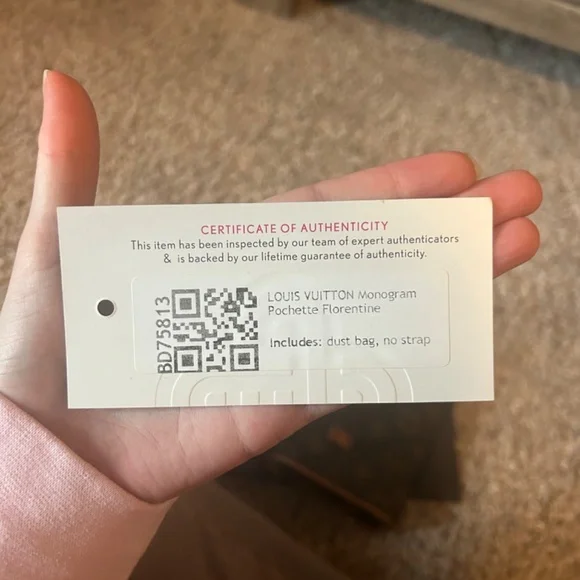 CERTIFICATE OF AUTHENTICITY
This item has been inspected by our team of expert authenticators
& is backed by our lifetime guarantee of authenticity.
BD75813
LOUIS VUITTON Monogram
Pochette Florentine
Includes: dust bag, no strap